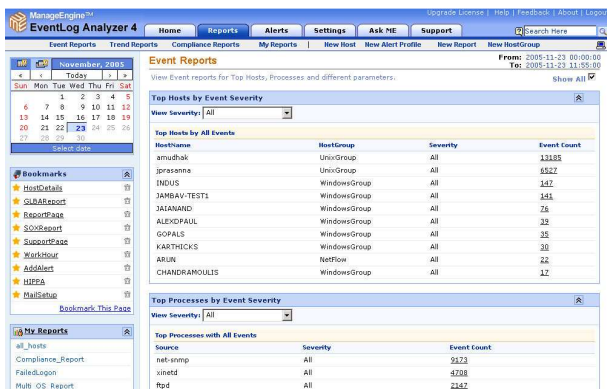 Upgrade License | Help | Feedback | About | Logout
ManageEngine™
EventLog Analyzer 4
Home Reports Alerts Settings Ask ME Support
Search Here
Event Reports Trend Reports Compliance Reports My Reports | New Host New Alert Profile New Report New HostGroup
November, 2005
« ‹ Today › »
Sun Mon Tue Wed Thu Fri Sat
1 2 3 4 5
6 7 8 9 10 11 12
13 14 15 16 17 18 19
20 21 22 23 24 25 26
27 28 29 30
Select date
Bookmarks
HostDetails
GLBAReport
ReportPage
SOXReport
SupportPage
WorkHour
AddAlert
HIPPA
MailSetup
Bookmark This Page
My Reports
all_hosts
Compliance_Report
FailedLogon
Multi_OS_Report
Event Reports
From: 2005-11-23 00:00:00
To: 2005-11-23 11:55:00
View Event reports for Top Hosts, Processes and different parameters.
Show All
Top Hosts by Event Severity
View Severity: All
Top Hosts by All Events
HostName HostGroup Severity Event Count
amudhak UnixGroup All 13185
jprasanna UnixGroup All 6527
INDUS WindowsGroup All 147
JAMBAV-TEST1 WindowsGroup All 141
JAIANAND WindowsGroup All 76
ALEXDPAUL WindowsGroup All 39
GOPALS WindowsGroup All 35
KARTHICKS WindowsGroup All 30
ARUN NetFlow All 22
CHANDRAMOULIS WindowsGroup All 17
Top Processes by Event Severity
View Severity: All
Top Processes with All Events
Source Severity Event Count
net-snmp All 9173
xinetd All 4708
ftpd All 2147